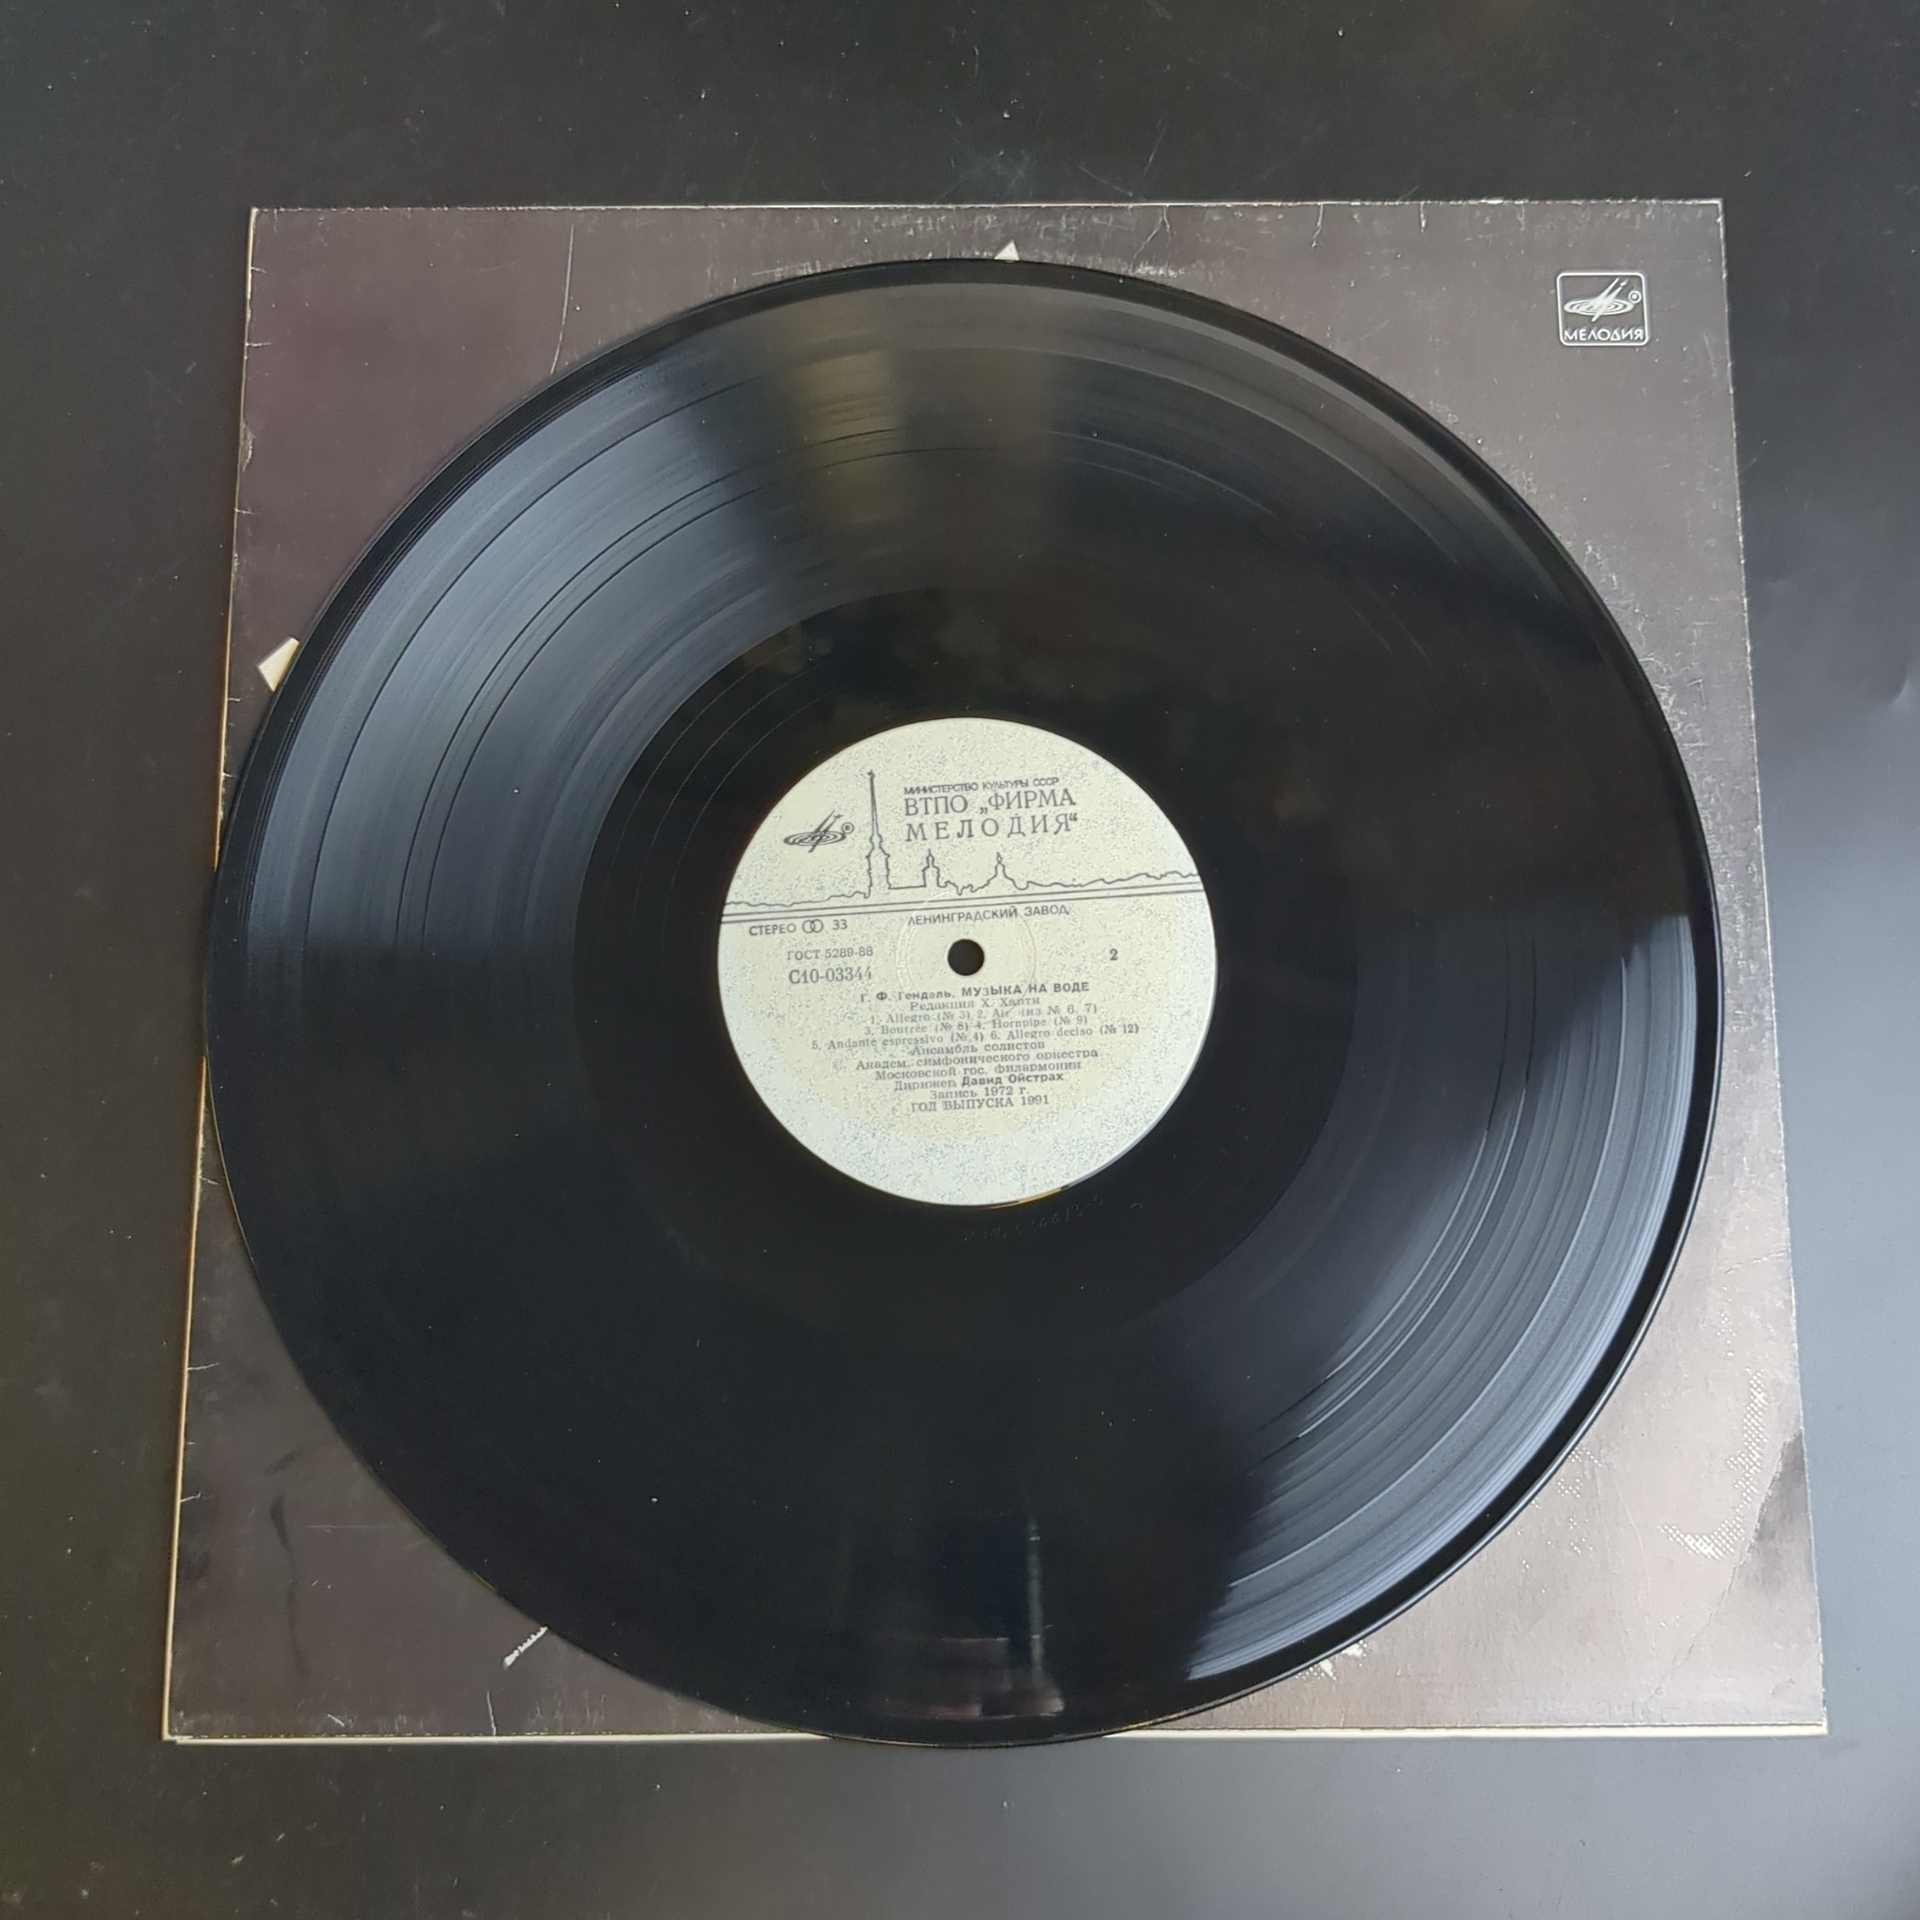 МЕЛОДИЯ
МИНИСТЕРСТВО КУЛЬТУРЫ СССР
ВТПО „ФИРМА
МЕЛОДИЯ“
ЛЕНИНГРАДСКИЙ ЗАВОД
СТЕРЕО 33
ГОСТ 5289-88
2
С10-03344
Г. Ф. Гендель. МУЗЫКА НА ВОДЕ
Редакция Х. Харти
1. Allegro (№ 3) 2. Air (из № 6, 7)
3. Bourrée (№ 8) 4. Hornpipe (№ 9)
5. Andante espressivo (№ 4) 6. Allegro deciso (№ 12)
Ансамбль солистов
Академ. симфонического оркестра
Московской гос. филармонии
Дирижер Давид Ойстрах
Запись 1972 г.
ГОД ВЫПУСКА 1991